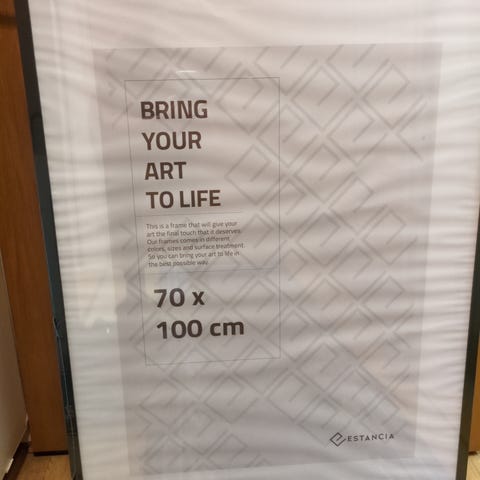 BRING
YOUR
ART
TO LIFE
This is a frame that will give your
art the final touch that it deserves.
Our frames comes in different
colors, sizes and surface treatment.
So you can bring your art to life in
the best possible way.
70 x
100 cm
ESTANCIA